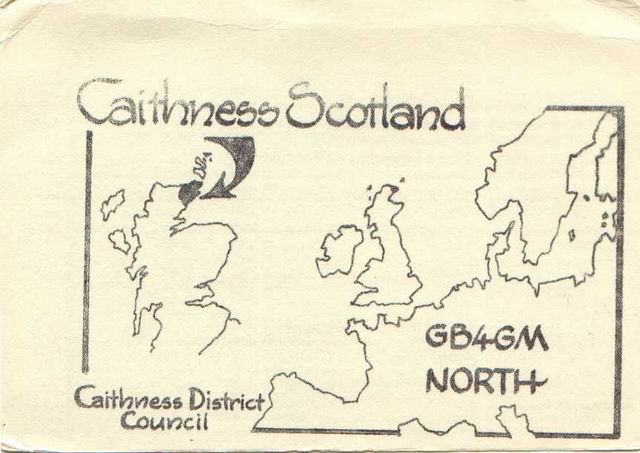 Caithness Scotland
GB4GM
NORTH
Caithness District
Council